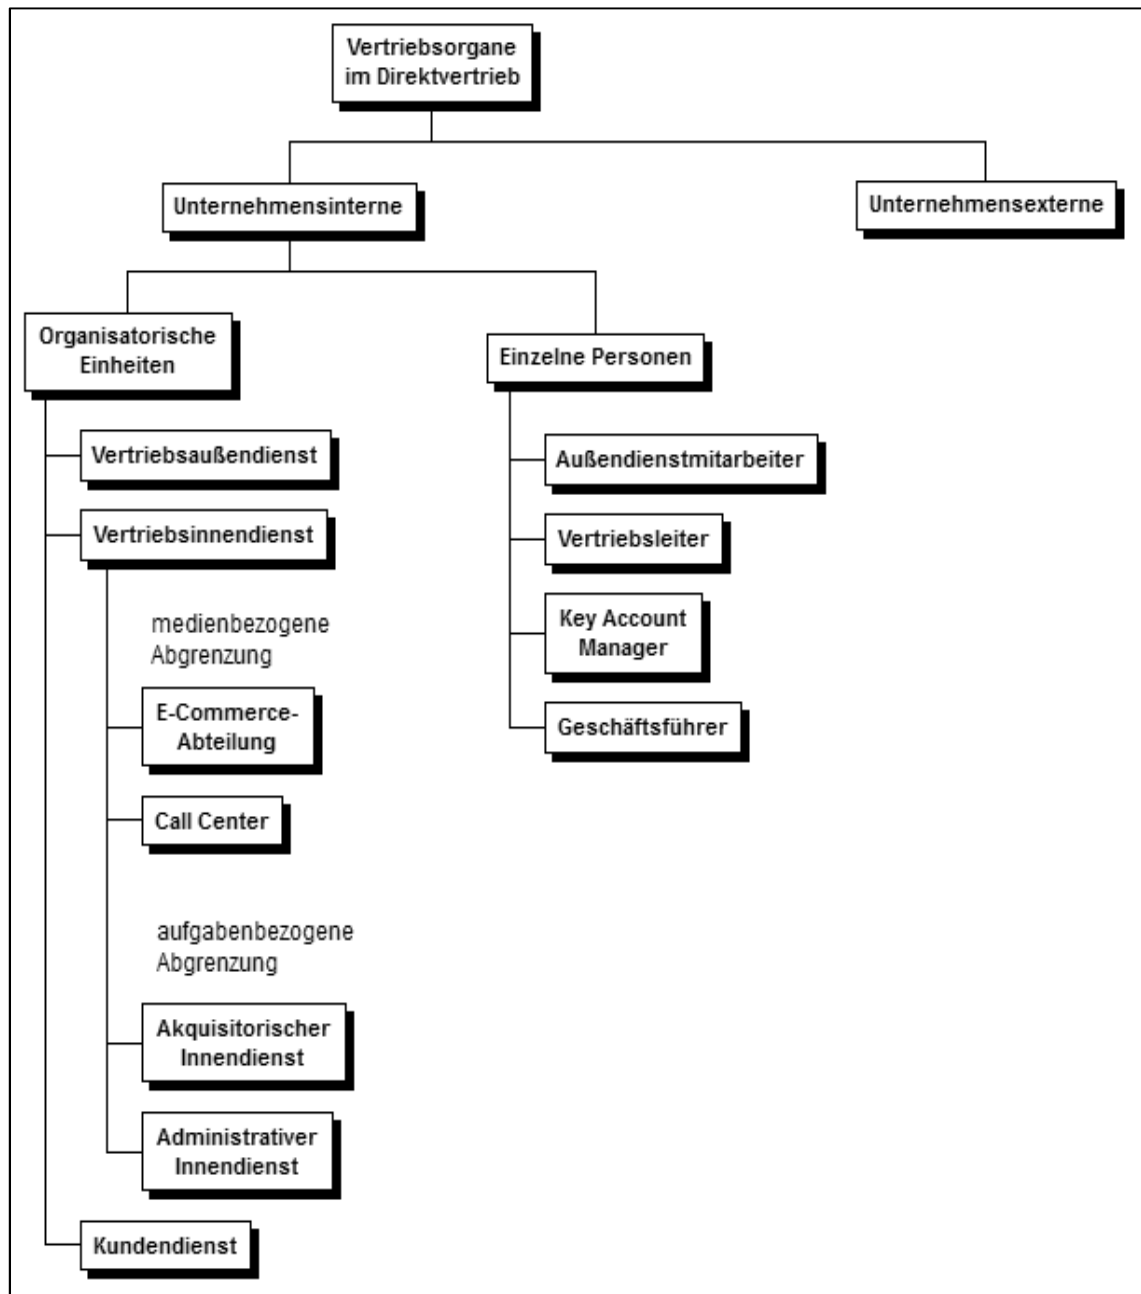 Vertriebsorgane
im Direktvertrieb
Unternehmensinterne
Unternehmensexterne
Organisatorische
Einheiten
Einzelne Personen
Vertriebsaußendienst
Außendienstmitarbeiter
Vertriebsinnendienst
Vertriebsleiter
medienbezogene
Abgrenzung
Key Account
Manager
E-Commerce-
Abteilung
Geschäftsführer
Call Center
aufgabenbezogene
Abgrenzung
Akquisitorischer
Innendienst
Administrativer
Innendienst
Kundendienst